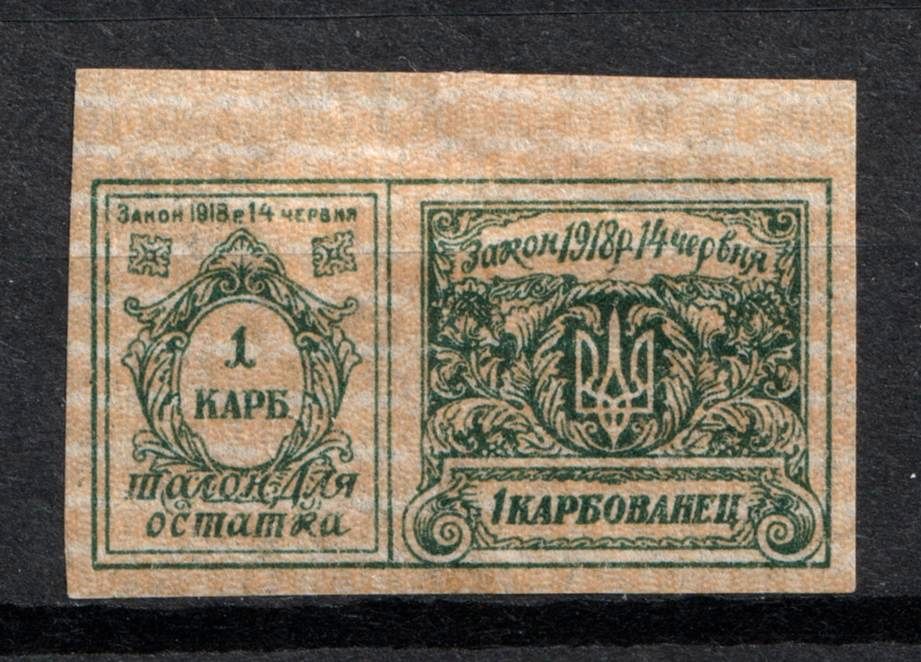 Закон 1918 р 14 червня
1
КАРБ.
талон для
остатка
Закон 1918 р 14 червня
1 КАРБОВАНЕЦ